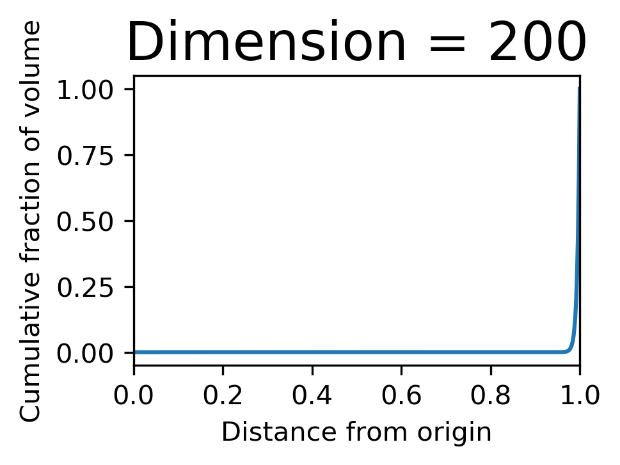 Dimension = 200
Cumulative fraction of volume
1.00
0.75
0.50
0.25
0.00
0.0 0.2 0.4 0.6 0.8 1.0
Distance from origin